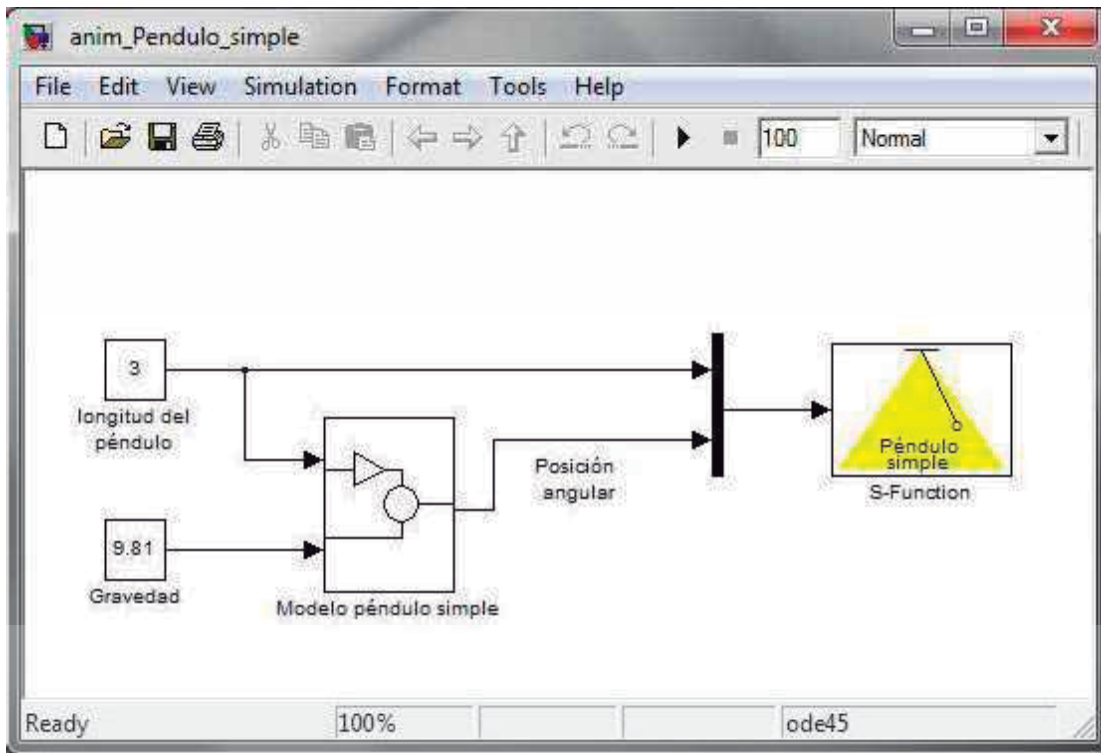 anim_Pendulo_simple
File Edit View Simulation Format Tools Help
100 Normal
3
longitud del
péndulo
9.81
Gravedad
Modelo péndulo simple
Posición
angular
Péndulo
simple
S-Function
Ready 100% ode45